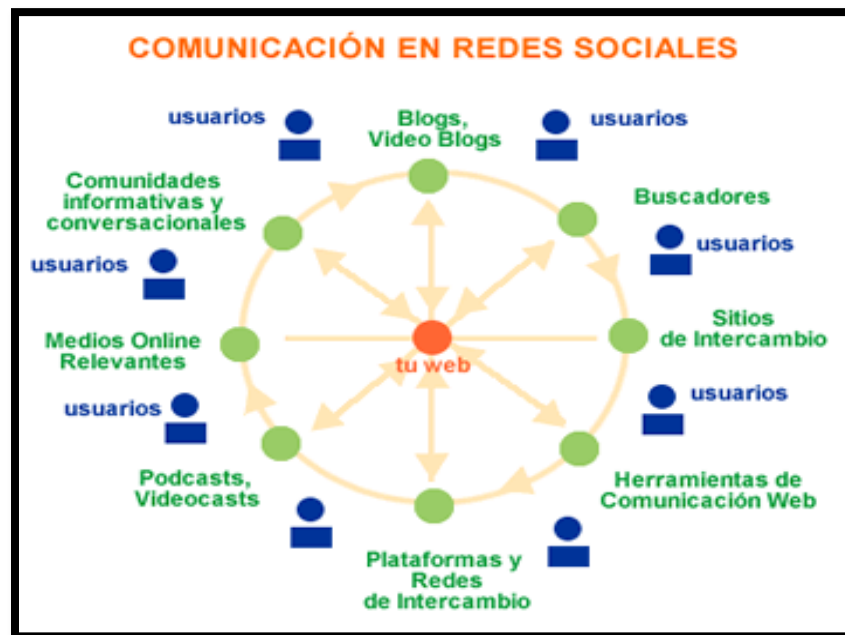 COMUNICACIÓN EN REDES SOCIALES
usuarios
Blogs,
Video Blogs
usuarios
Comunidades
informativas y
conversacionales
Buscadores
usuarios
usuarios
Medios Online
Relevantes
tu web
Sitios
de Intercambio
usuarios
usuarios
Podcasts,
Videocasts
Herramientas de
Comunicación Web
Plataformas y
Redes
de Intercambio